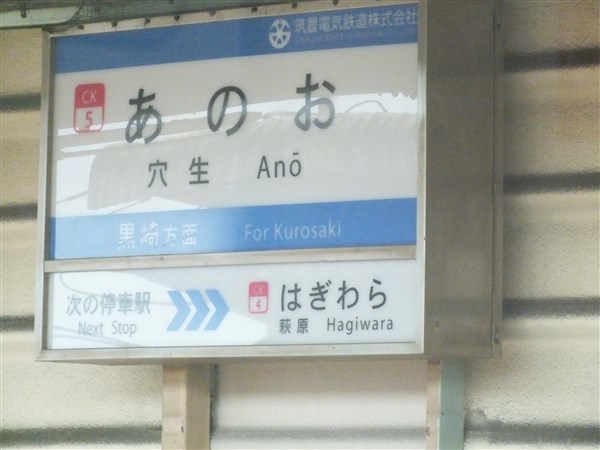 筑豊電気鉄道株式会社
CK
5
あのお
穴生 Anō
黒崎方面 For Kurosaki
次の停車駅
Next Stop
CK
4
はぎわら
萩原 Hagiwara